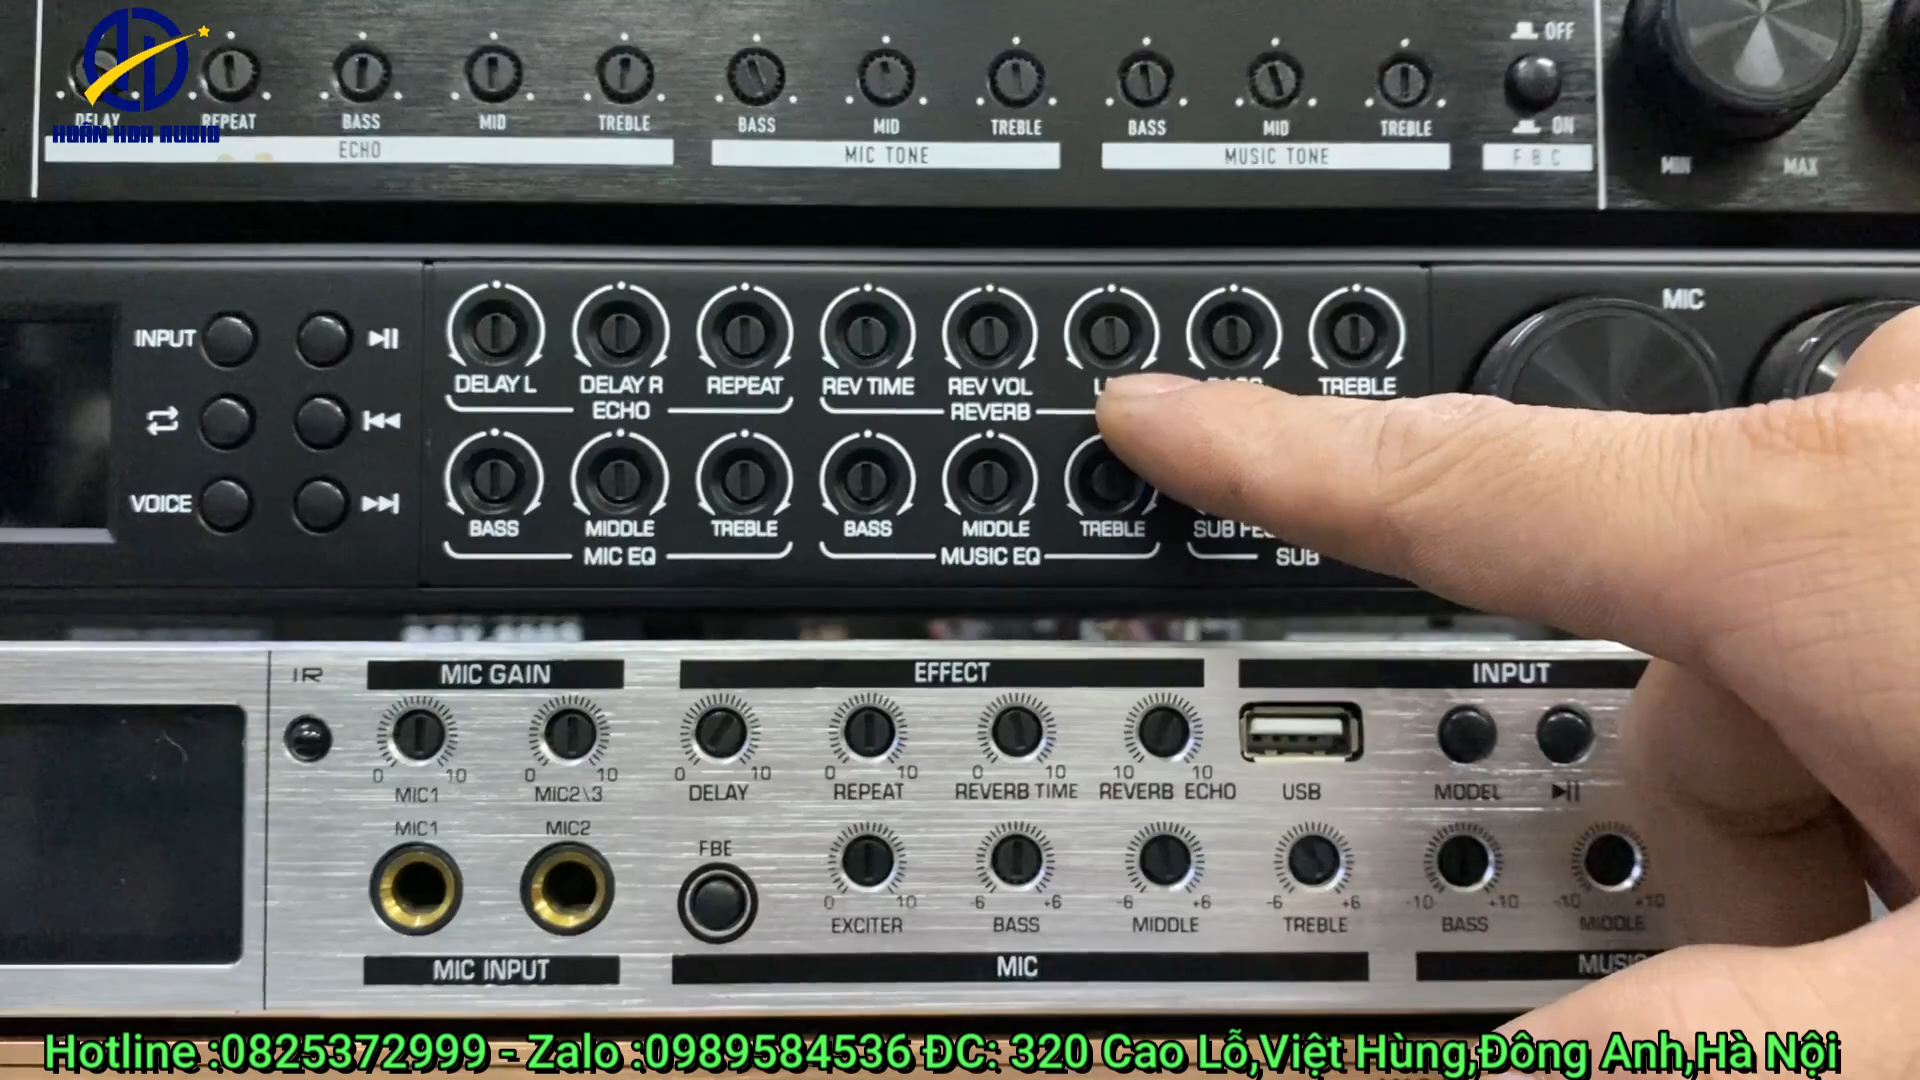 HOÀN HOA AUDIO
OFF
DELAY REPEAT BASS MID TREBLE BASS MID TREBLE BASS MID TREBLE ON
ECHO MIC TONE MUSIC TONE F.B.C
MIN MAX
MIC
INPUT
DELAY L DELAY R REPEAT REV TIME REV VOL TREBLE
ECHO REVERB
VOICE
BASS MIDDLE TREBLE BASS MIDDLE TREBLE SUB
MIC EQ MUSIC EQ SUB
IR MIC GAIN EFFECT INPUT
0 10 0 10 0 10 0 10 0 10 10 10
MIC1 MIC2\3 DELAY REPEAT REVERB TIME REVERB ECHO USB MODEL
MIC1 MIC2
FBE
0 10 -6 +6 -6 +6 -6 +6 -10 +10 -10 +10
EXCITER BASS MIDDLE TREBLE BASS MIDDLE
MIC INPUT MIC MUSIC
Hotline :0825372999 - Zalo :0989584536 ĐC: 320 Cao Lỗ,Việt Hùng,Đông Anh,Hà Nội